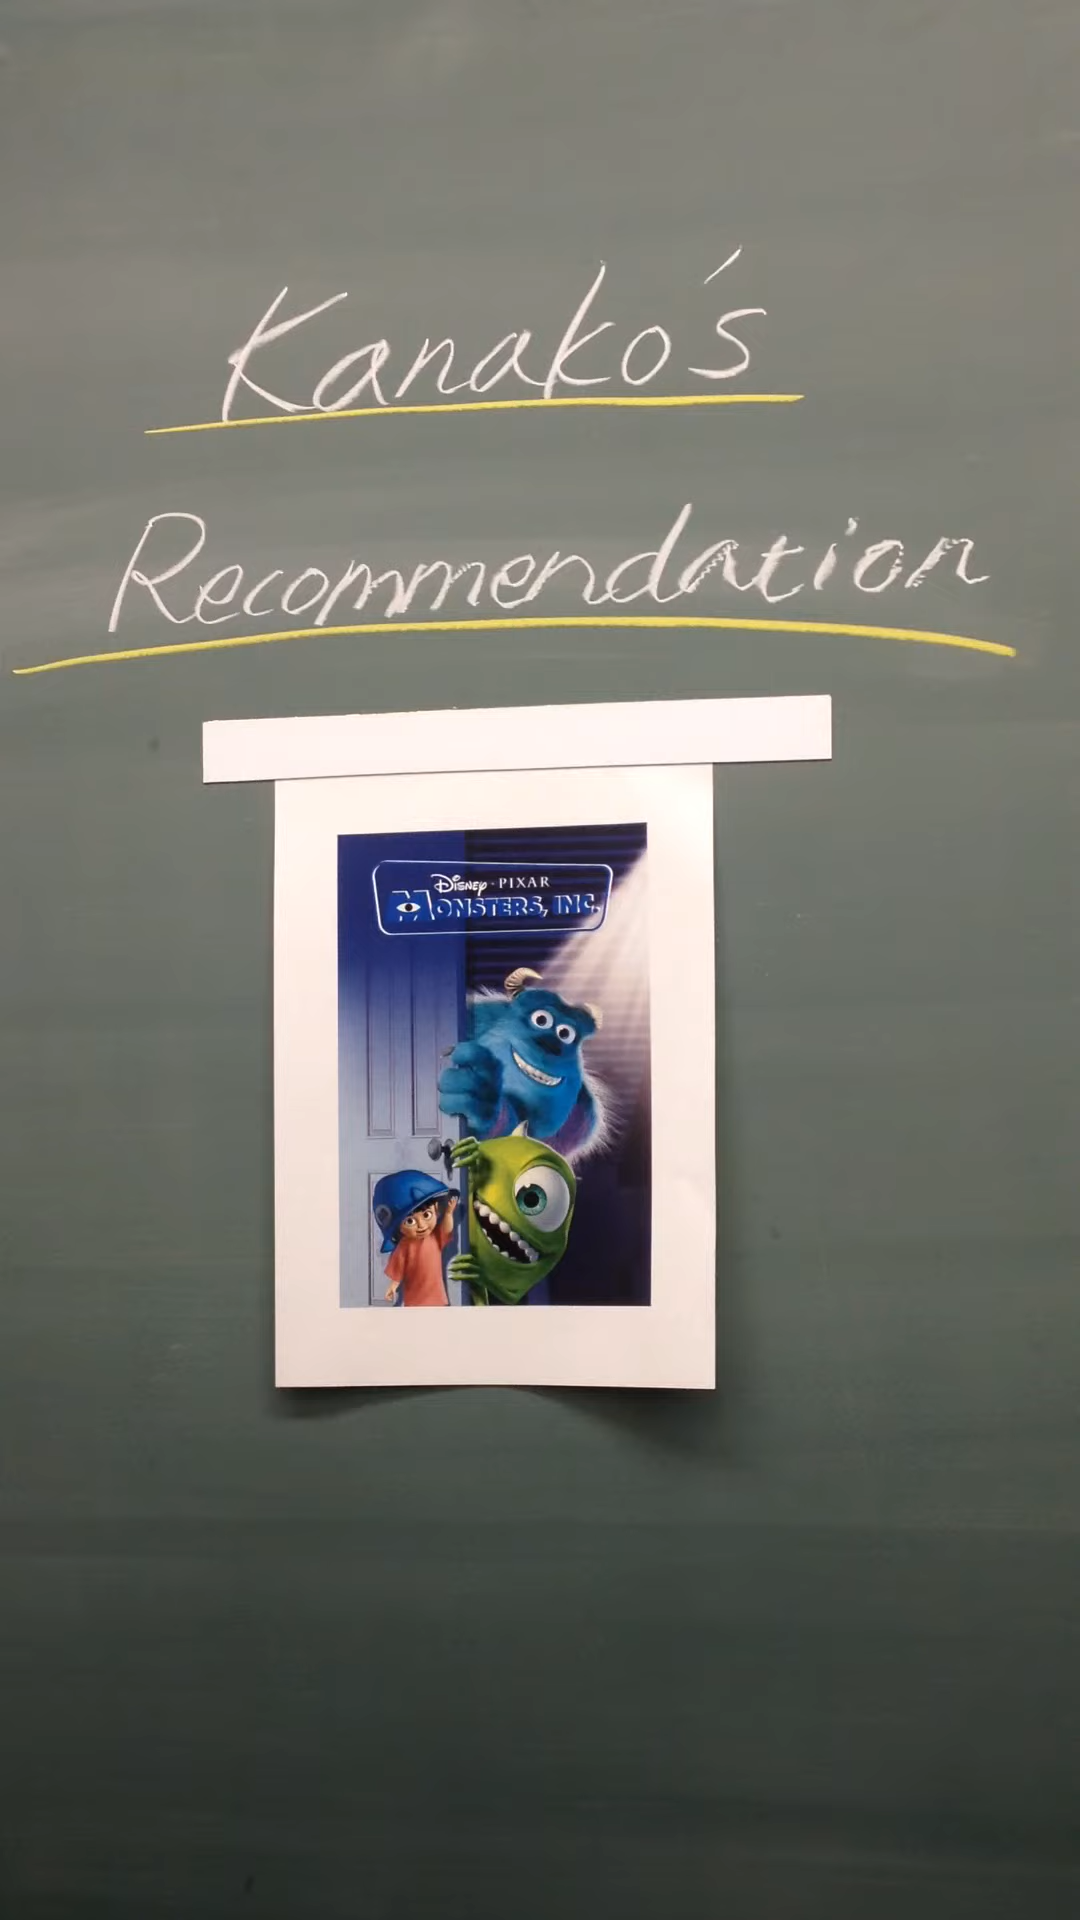 Kanako's
Recommendation
Disney · PIXAR
MONSTERS, INC.